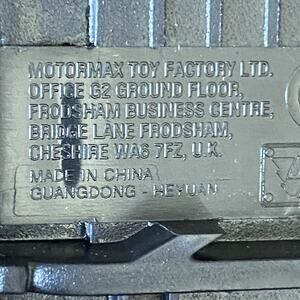 MOTORMAX TOY FACTORY LTD.
OFFICE G2 GROUND FLOOR,
FRODSHAM BUSINESS CENTRE,
BRIDGE LANE FRODSHAM,
CHESHIRE WA6 7FZ, U.K.
MADE IN CHINA
GUANGDONG - HEYUAN